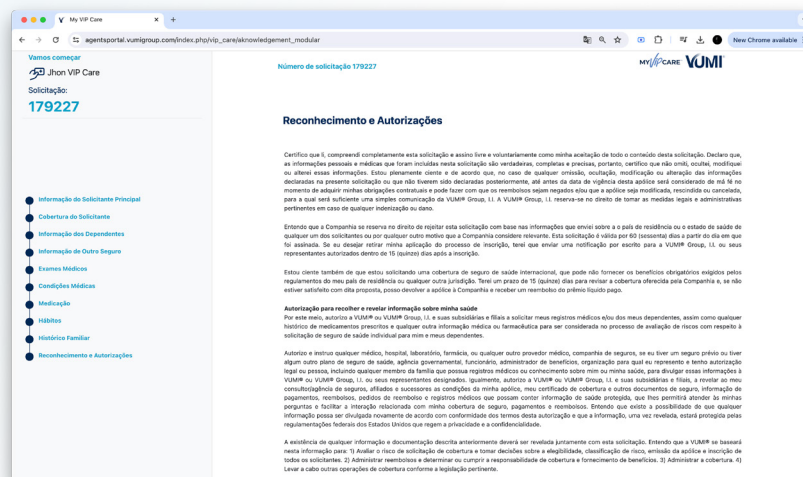 My VIP Care
agentsportal.vumigroup.com/index.php/vip_care/aknowledgement_modular
New Chrome available
Vamos começar
Jhon VIP Care
Solicitação:
179227
Informação do Solicitante Principal
Cobertura do Solicitante
Informação dos Dependentes
Informação de Outro Seguro
Exames Médicos
Condições Médicas
Medicação
Hábitos
Histórico Familiar
Reconhecimento e Autorizações
Número de solicitação 179227
MY VIP CARE VUMI
Reconhecimento e Autorizações
Certifico que li, compreendi completamente esta solicitação e assino livre e voluntariamente como minha aceitação de todo o conteúdo desta solicitação. Declaro que,
as informações pessoais e médicas que foram incluídas nesta solicitação são verdadeiras, completas e precisas, portanto, certifico que não omiti, ocultei, modifiquei
ou alterei essas informações. Estou plenamente ciente e de acordo que, no caso de qualquer omissão, ocultação, modificação ou alteração das informações
declaradas na presente solicitação ou que não tiverem sido declaradas posteriormente, até antes da data de vigência desta apólice será considerado de má fé no
momento de adquirir minhas obrigações contratuais e pode fazer com que os reembolsos sejam negados e/ou que a apólice seja modificada, rescindida ou cancelada,
para a qual será suficiente uma simples comunicação da VUMI® Group, I.I. A VUMI® Group, I.I. reserva-se no direito de tomar as medidas legais e administrativas
pertinentes em caso de qualquer indenização ou dano.
Entendo que a Companhia se reserva no direito de rejeitar esta solicitação com base nas informações que enviei sobre a o país de residência ou o estado de saúde de
qualquer um dos solicitantes ou por qualquer outro motivo que a Companhia considere relevante. Esta solicitação é válida por 60 (sessenta) dias a partir do dia em que
foi assinada. Se eu desejar retirar minha aplicação do processo de inscrição, terei que enviar uma notificação por escrito para a VUMI® Group, I.I. ou seus
representantes autorizados dentro de 15 (quinze) dias após a inscrição.
Estou ciente também de que estou solicitando uma cobertura de seguro de saúde internacional, que pode não fornecer os benefícios obrigatórios exigidos pelos
regulamentos do meu país de residência ou qualquer outra jurisdição. Terei um prazo de 15 (quinze) dias para revisar a cobertura oferecida pela Companhia e, se não
estiver satisfeito com dita proposta, posso devolver a apólice à Companhia e receber um reembolso do prêmio líquido pago.
Autorização para recolher e revelar informação sobre minha saúde
Por este meio, autorizo a VUMI® ou VUMI® Group, I.I. e suas subsidiárias e filiais a solicitar meus registros médicos e/ou dos meus dependentes, assim como qualquer
histórico de medicamentos prescritos e qualquer outra informação médica ou farmacêutica para ser considerada no processo de avaliação de riscos com respeito à
solicitação de seguro de saúde individual para mim e meus dependentes.
Autorizo e instruo qualquer médico, hospital, laboratório, farmácia, ou qualquer outro provedor médico, companhia de seguros, se eu tiver um seguro prévio ou tiver
algum outro plano de seguro de saúde, agência governamental, funcionário, administrador de benefícios, organização para qual eu represento e tenho autorização
legal ou pessoa, incluindo qualquer membro da família que possua registros médicos ou conhecimento sobre mim ou minha saúde, para divulgar essas informações à
VUMI® ou VUMI® Group, I.I. ou seus representantes designados. Igualmente, autorizo a VUMI® ou VUMI® Group, I.I. e suas subsidiárias e filiais, a revelar ao meu
consultor/agência de seguros, afiliados e sucessores as condições da minha apólice, meu certificado de cobertura e outros documentos de seguro, informação de
pagamentos, reembolsos, pedidos de reembolso e registros médicos que possam conter informação de saúde protegida, que lhes permitirá atender às minhas
perguntas e facilitar a interação relacionada com minha cobertura de seguro, pagamentos e reembolsos. Entendo que existe a possibilidade de que qualquer
informação possa ser divulgada novamente de acordo com conformidade dos termos desta autorização e que a informação, uma vez revelada, estará protegida pelas
regulamentações federais dos Estados Unidos que regem a privacidade e a confidencialidade.
A existência de qualquer informação e documentação descrita anteriormente deverá ser revelada juntamente com esta solicitação. Entendo que a VUMI® se baseará
nesta informação para: 1) Avaliar o risco de solicitação de cobertura e tomar decisões sobre a elegibilidade, classificação de risco, emissão da apólice e inscrição de
todos os solicitantes. 2) Administrar reembolsos e determinar ou cumprir a responsabilidade de cobertura e fornecimento de benefícios. 3) Administrar a cobertura. 4)
Levar a cabo outras operações de cobertura conforme a legislação pertinente.